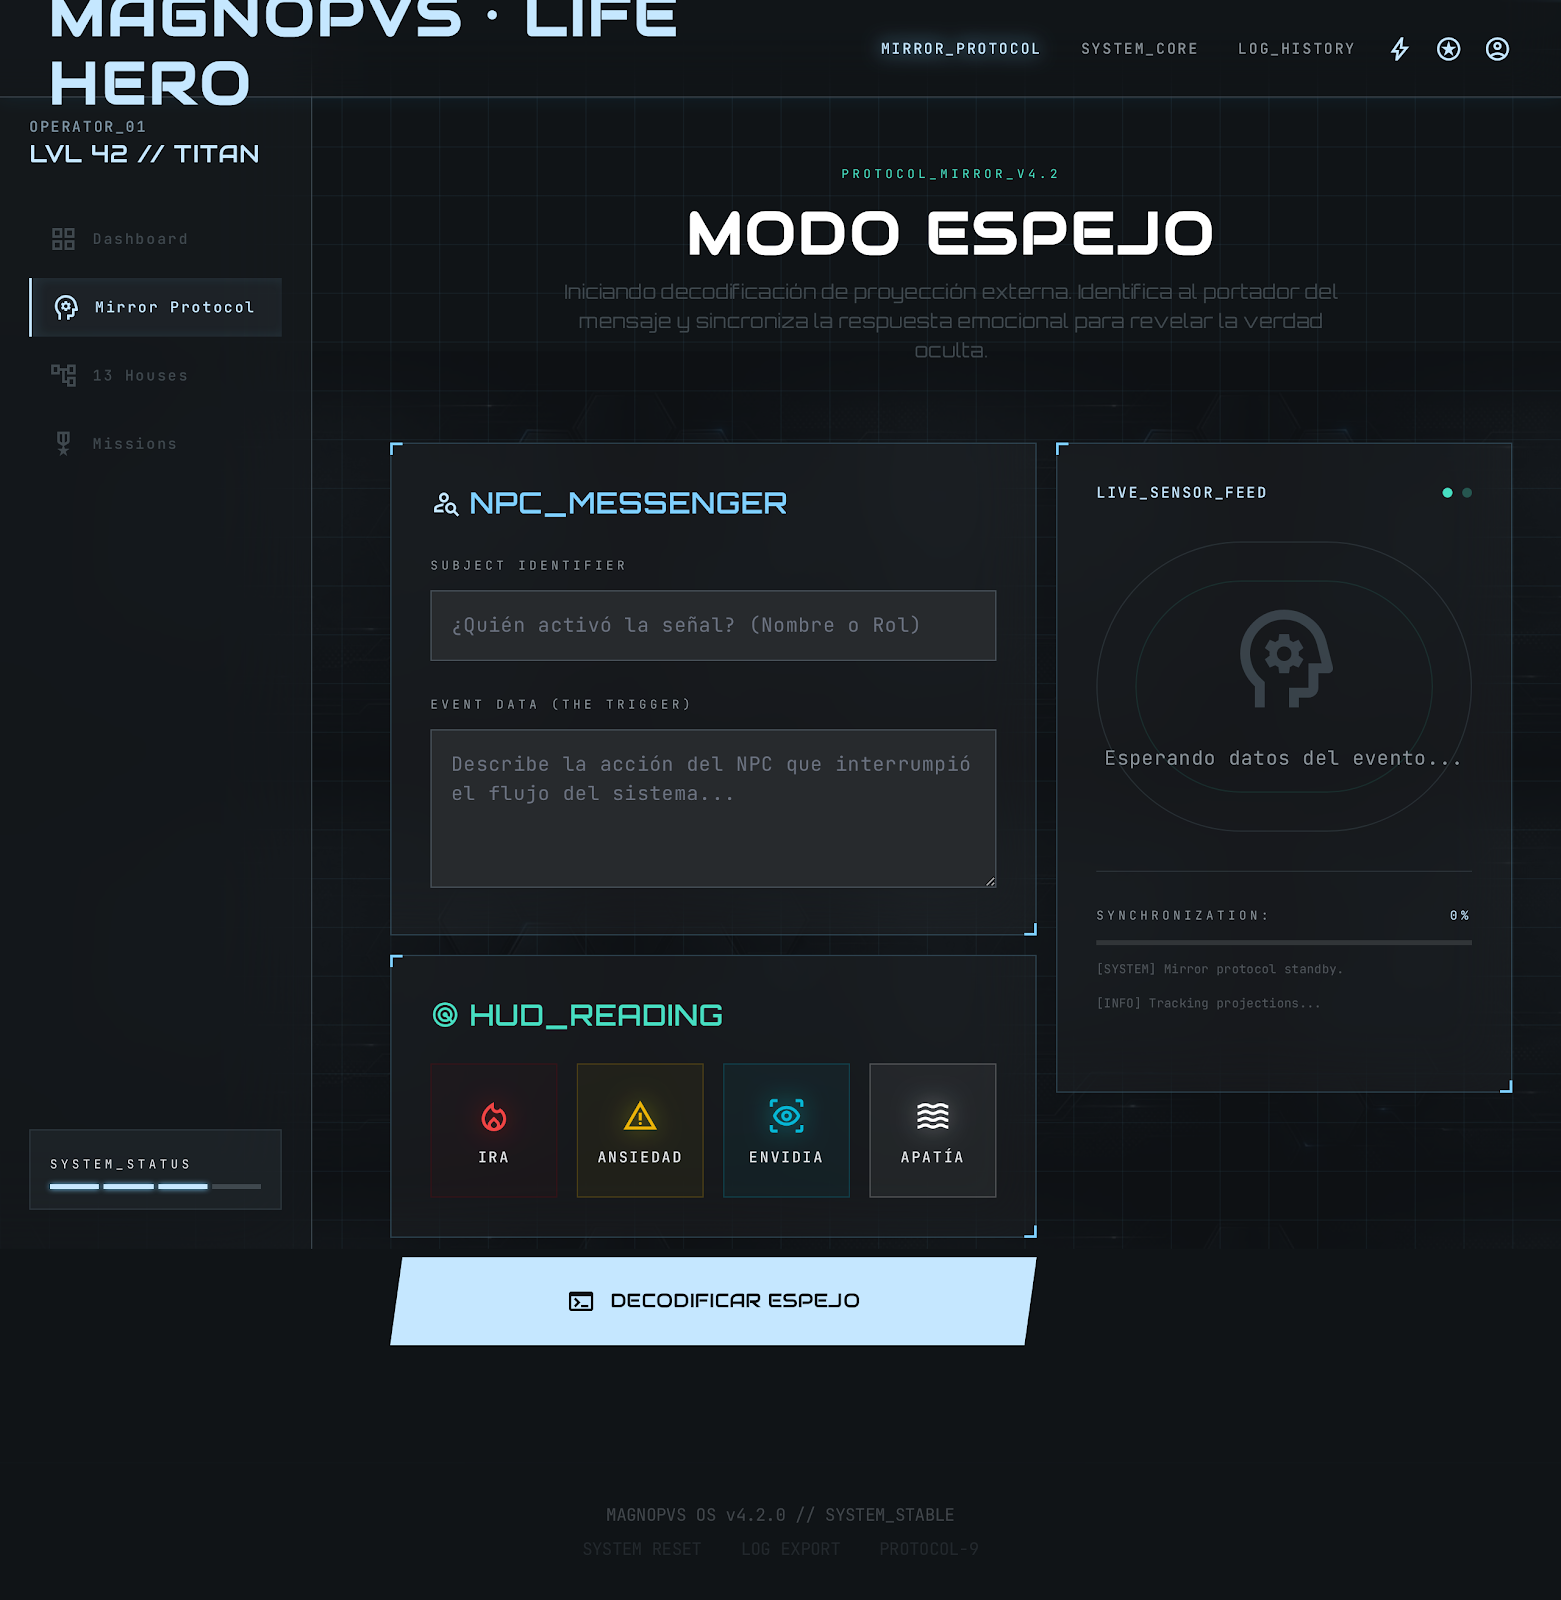 MAGNOPVS · LIFE
HERO
MIRROR_PROTOCOL
SYSTEM_CORE
LOG_HISTORY
OPERATOR_01
LVL 42 // TITAN
Dashboard
Mirror Protocol
13 Houses
Missions
SYSTEM_STATUS
PROTOCOL_MIRROR_V4.2
MODO ESPEJO
Iniciando decodificación de proyección externa. Identifica al portador del
mensaje y sincroniza la respuesta emocional para revelar la verdad
oculta.
NPC_MESSENGER
SUBJECT IDENTIFIER
¿Quién activó la señal? (Nombre o Rol)
EVENT DATA (THE TRIGGER)
Describe la acción del NPC que interrumpió
el flujo del sistema...
HUD_READING
IRA
ANSIEDAD
ENVIDIA
APATÍA
DECODIFICAR ESPEJO
LIVE_SENSOR_FEED
Esperando datos del evento...
SYNCHRONIZATION:
0%
[SYSTEM] Mirror protocol standby.
[INFO] Tracking projections...
MAGNOPVS OS v4.2.0 // SYSTEM_STABLE
SYSTEM RESET
LOG EXPORT
PROTOCOL-9